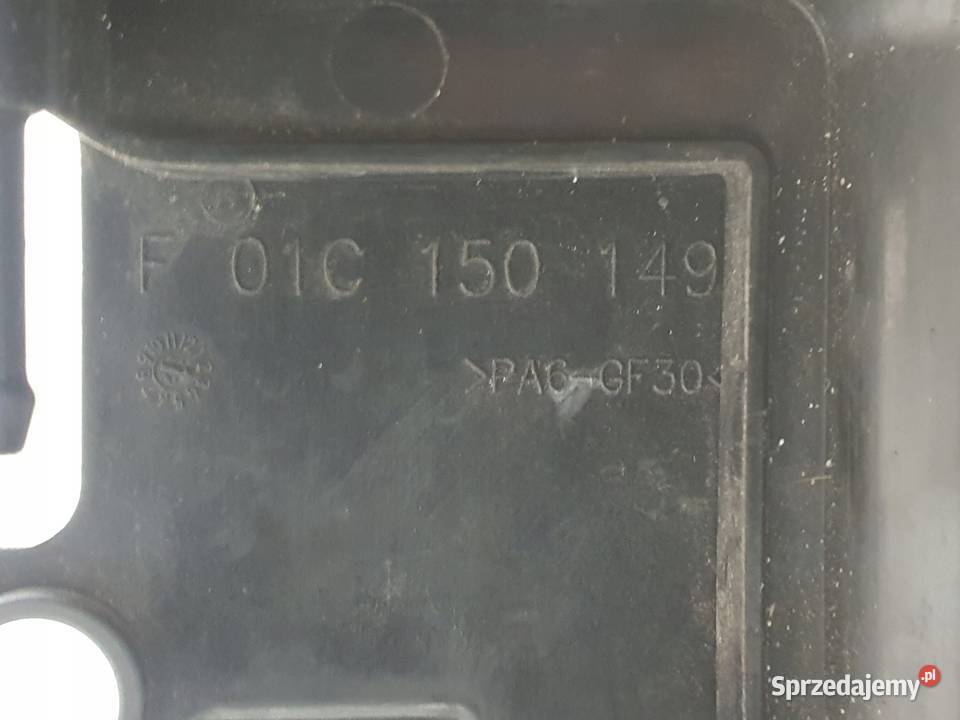 F 01C 150 149
>PA6-GF30<
Sprzedajemy.pl